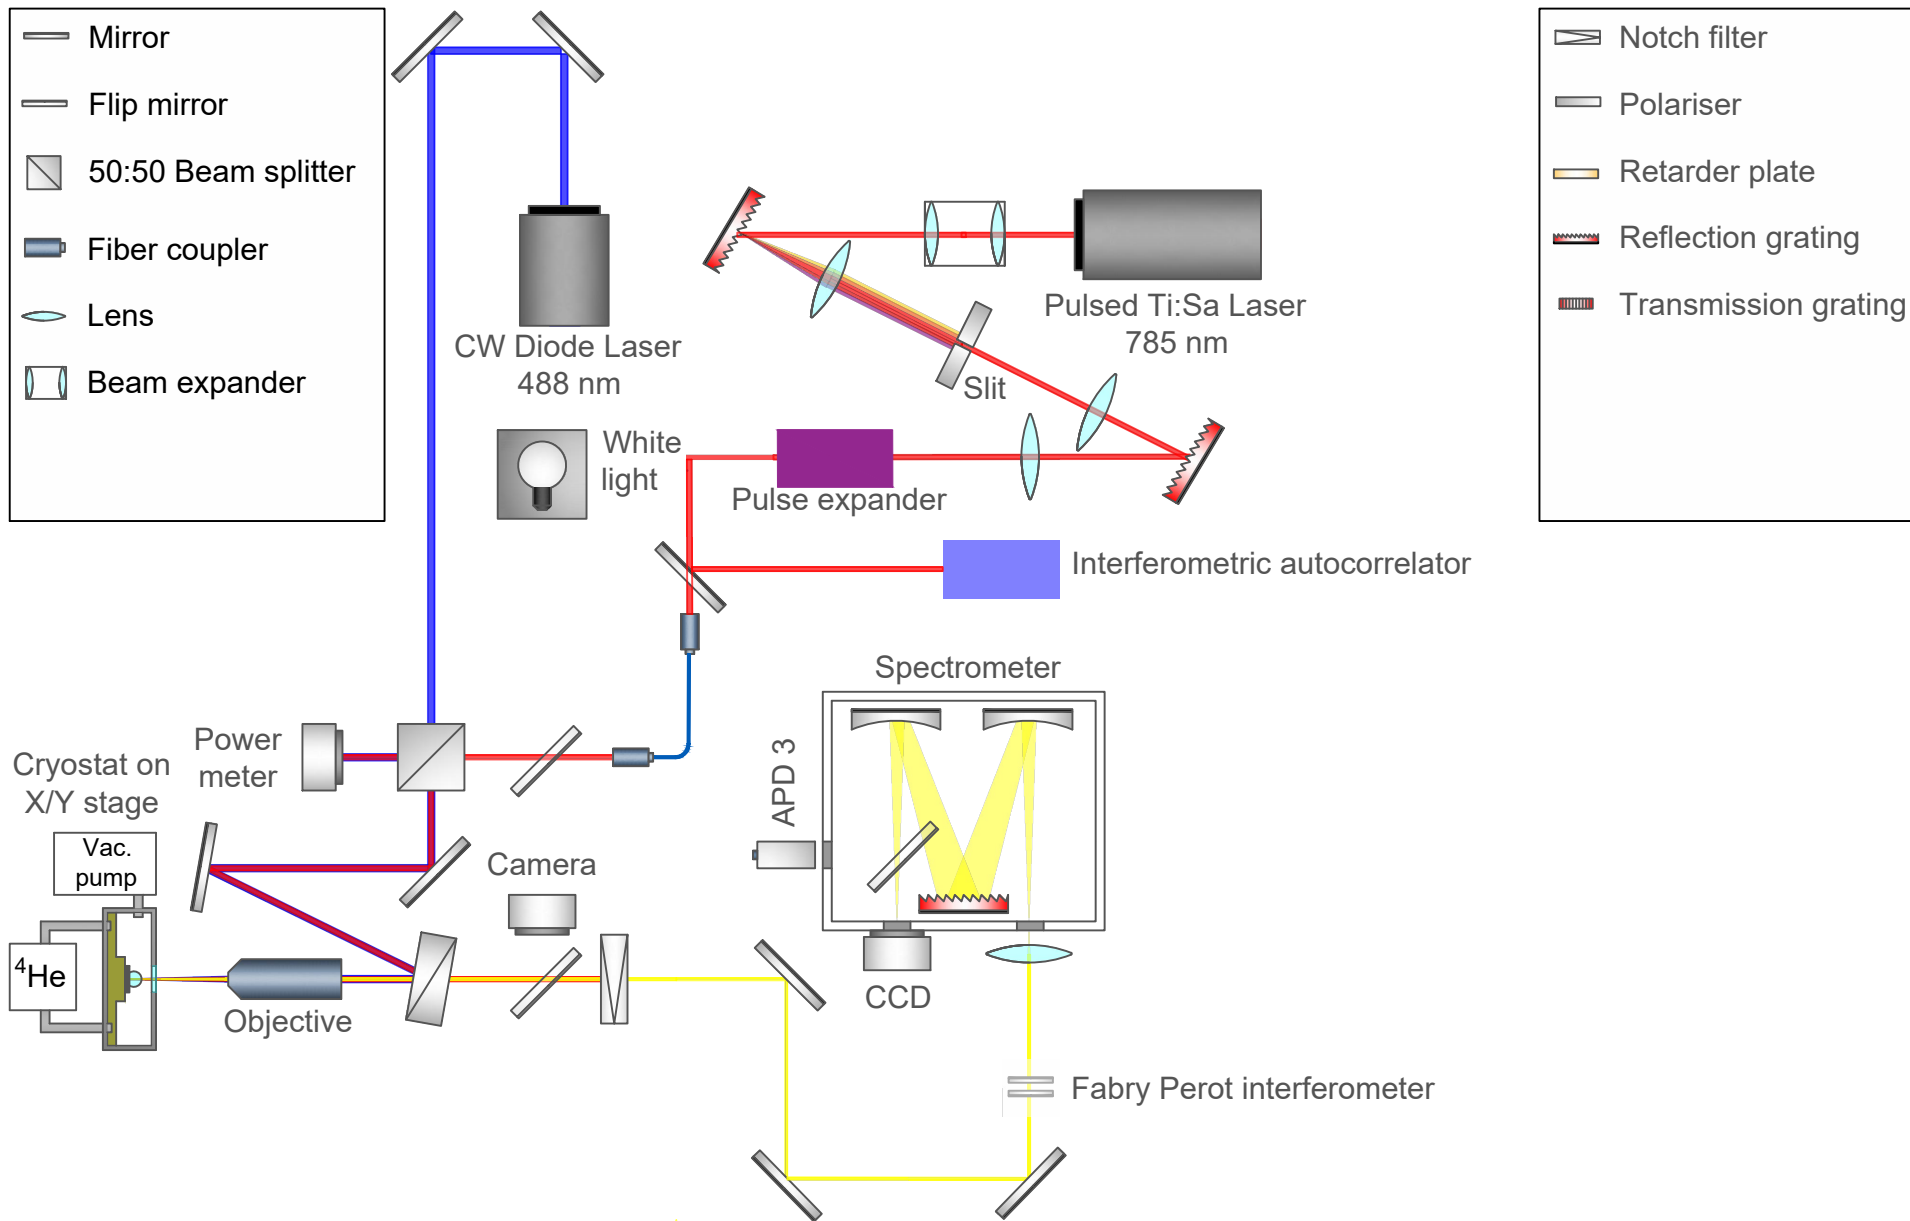 Mirror
Flip mirror
50:50 Beam splitter
Fiber coupler
Lens
Beam expander
Notch filter
Polariser
Retarder plate
Reflection grating
Transmission grating
CW Diode Laser
488 nm
Pulsed Ti:Sa Laser
785 nm
Slit
White
light
Pulse expander
Interferometric autocorrelator
Spectrometer
Power
meter
APD 3
Cryostat on
X/Y stage
Vac.
pump
Camera
⁴He
Objective
CCD
Fabry Perot interferometer